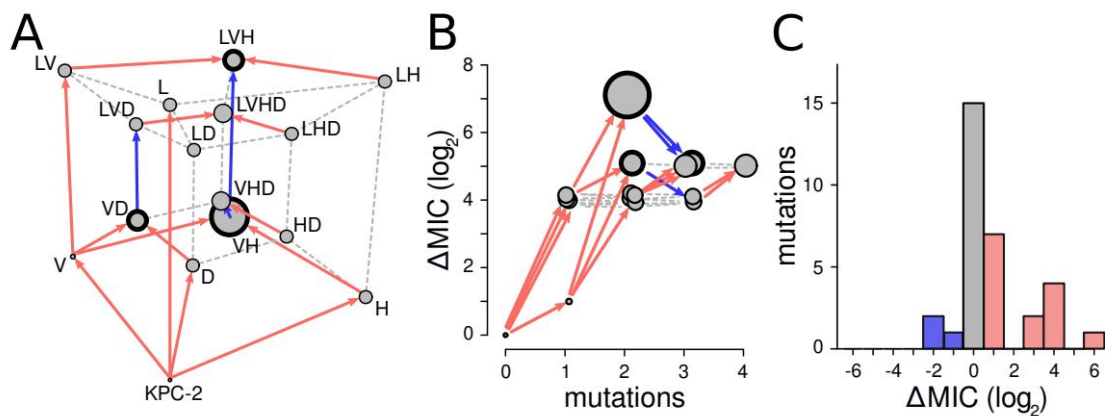 A
LVH
LV
LH
L
LVD
LVHD
LD
LHD
VHD
VD
HD
VH
V
D
H
KPC-2
B
ΔMIC (log2)
8
6
4
2
0
0 1 2 3 4
mutations
C
mutations
15
10
5
0
-6 -4 -2 0 2 4 6
ΔMIC (log2)